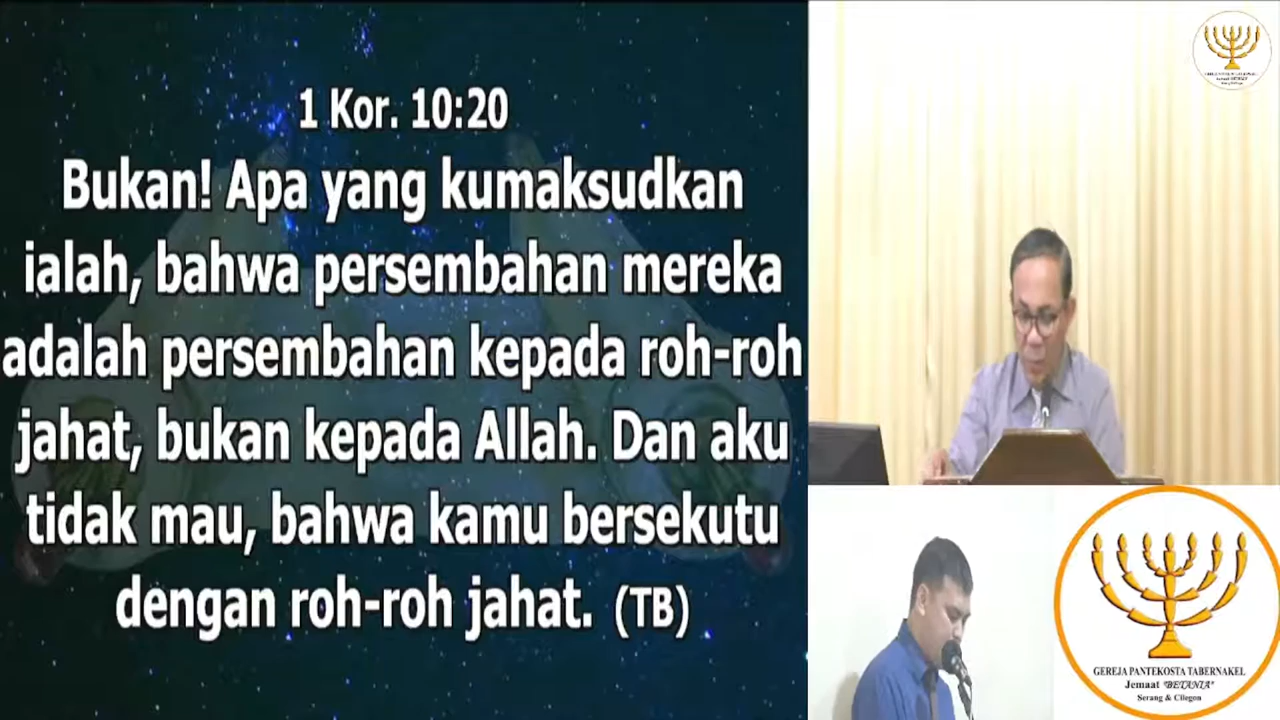 1 Kor. 10:20
Bukan! Apa yang kumaksudkan
ialah, bahwa persembahan mereka
adalah persembahan kepada roh-roh
jahat, bukan kepada Allah. Dan aku
tidak mau, bahwa kamu bersekutu
dengan roh-roh jahat. (TB)
GEREJA PANTEKOSTA TABERNAKEL
Jemaat "BETANIA"
Serang & Cilegon